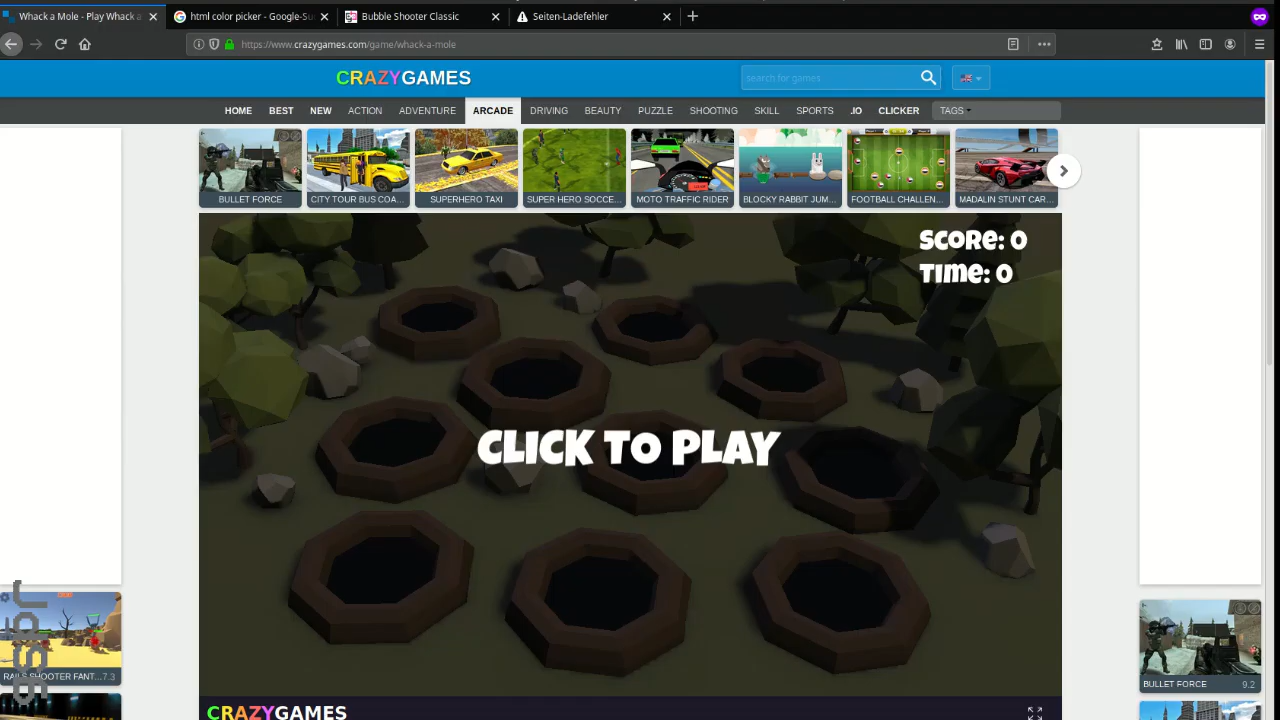 Whack a Mole - Play Whack a
html color picker - Google-Su
Bubble Shooter Classic
Seiten-Ladefehler
https://www.crazygames.com/game/whack-a-mole
CRAZYGAMES
search for games
HOME BEST NEW ACTION ADVENTURE ARCADE DRIVING BEAUTY PUZZLE SHOOTING SKILL SPORTS .IO CLICKER TAGS
BULLET FORCE
CITY TOUR BUS COA...
SUPERHERO TAXI
SUPER HERO SOCCE...
MOTO TRAFFIC RIDER
BLOCKY RABBIT JUM...
FOOTBALL CHALLEN...
MADALIN STUNT CAR...
SCORE: 0
TIME: 0
CLICK TO PLAY
RAILS SHOOTER FANT... 7.3
BULLET FORCE 9.2
CRAZYGAMES